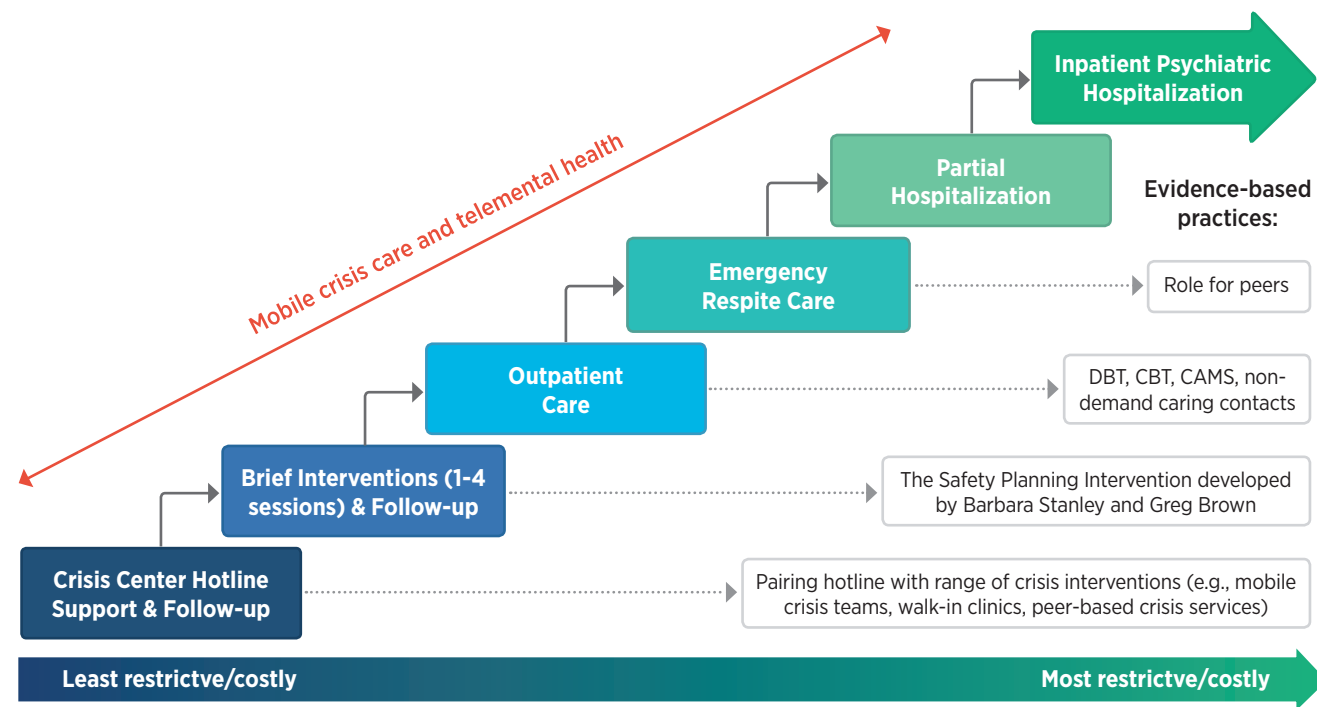 Inpatient Psychiatric
Hospitalization
Mobile crisis care and telemental health
Partial
Hospitalization
Evidence-based
practices:
Emergency
Respite Care
Role for peers
Outpatient
Care
DBT, CBT, CAMS, non-
demand caring contacts
Brief Interventions (1-4
sessions) & Follow-up
The Safety Planning Intervention developed
by Barbara Stanley and Greg Brown
Crisis Center Hotline
Support & Follow-up
Pairing hotline with range of crisis interventions (e.g., mobile
crisis teams, walk-in clinics, peer-based crisis services)
Least restrictve/costly
Most restrictve/costly